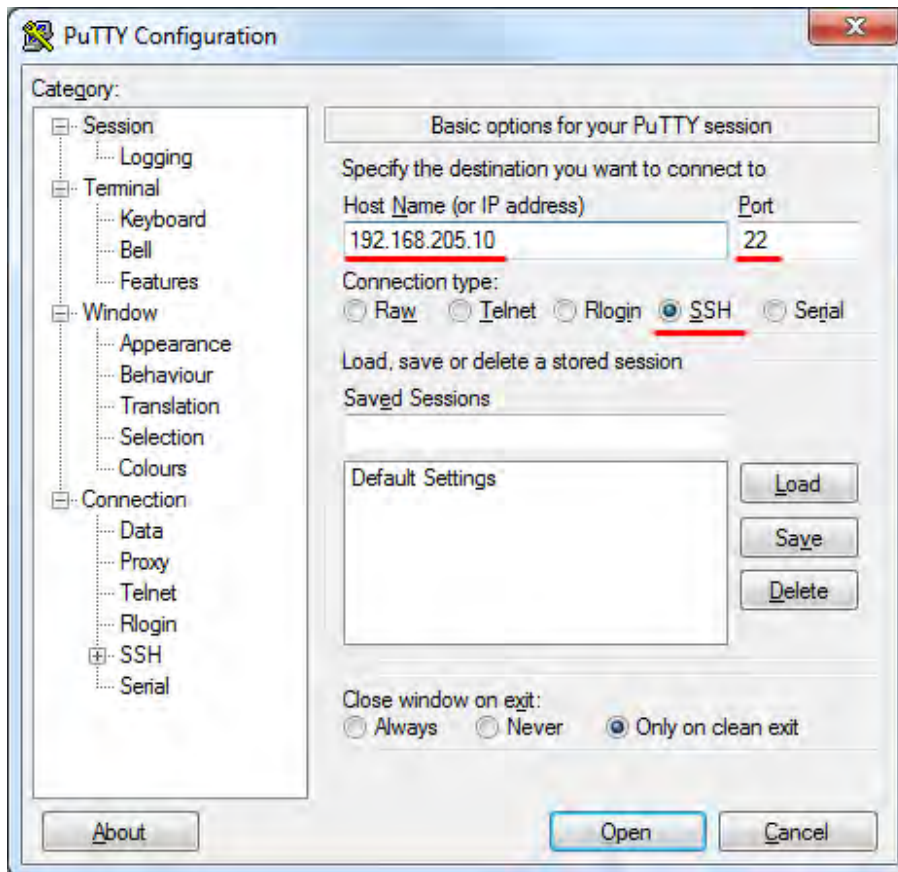 PuTTY Configuration
Category:
Session
Logging
Terminal
Keyboard
Bell
Features
Window
Appearance
Behaviour
Translation
Selection
Colours
Connection
Data
Proxy
Telnet
Rlogin
SSH
Serial
Basic options for your PuTTY session
Specify the destination you want to connect to
Host Name (or IP address) Port
192.168.205.10 22
Connection type:
Raw Telnet Rlogin SSH Serial
Load, save or delete a stored session
Saved Sessions
Default Settings
Load
Save
Delete
Close window on exit:
Always Never Only on clean exit
About Open Cancel